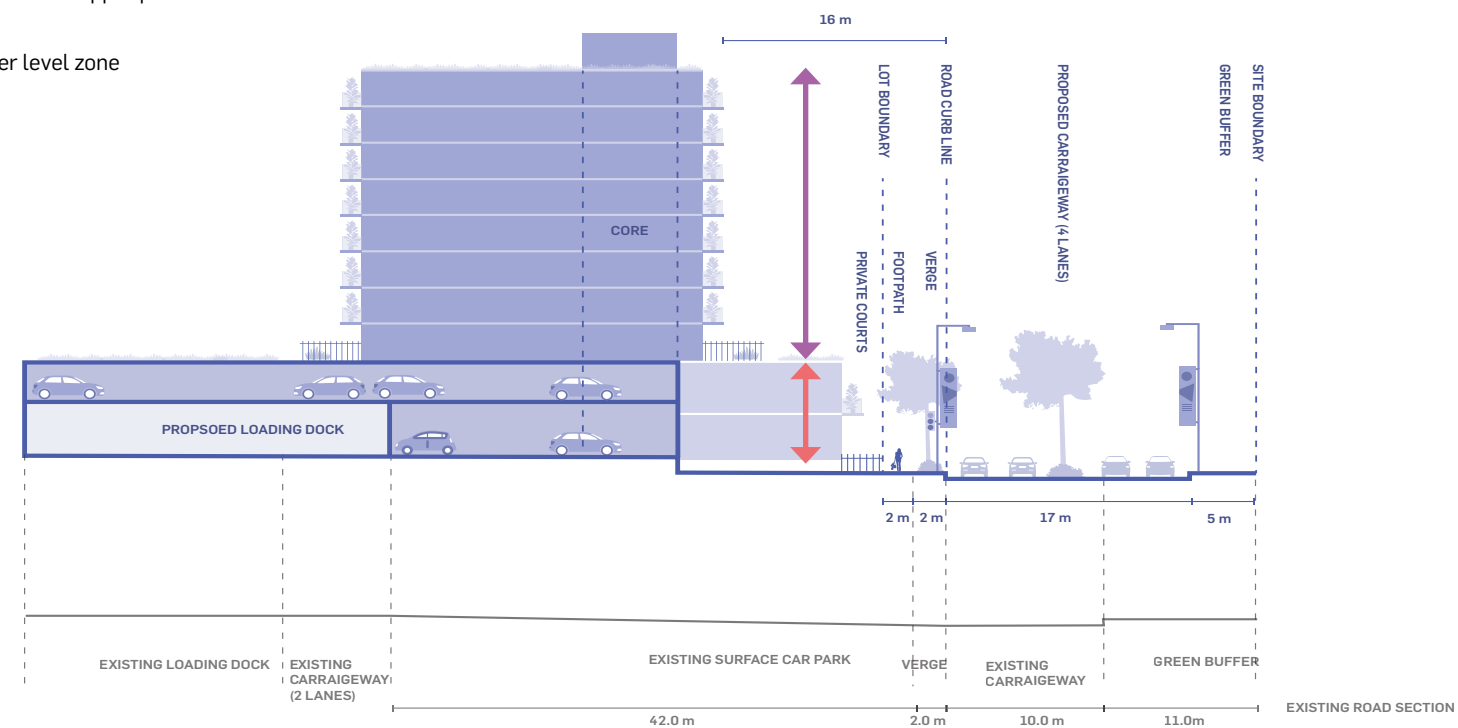 er level zone
16 m
LOT BOUNDARY
ROAD CURB LINE
PROPOSED CARRAIGEWAY (4 LANES)
GREEN BUFFER
SITE BOUNDARY
CORE
PRIVATE COURTS
FOOTPATH
VERGE
PROPSOED LOADING DOCK
2 m
2 m
17 m
5 m
EXISTING LOADING DOCK
EXISTING
CARRAIGEWAY
(2 LANES)
EXISTING SURFACE CAR PARK
VERGE
EXISTING
CARRAIGEWAY
GREEN BUFFER
EXISTING ROAD SECTION
42.0 m
2.0 m
10.0 m
11.0m